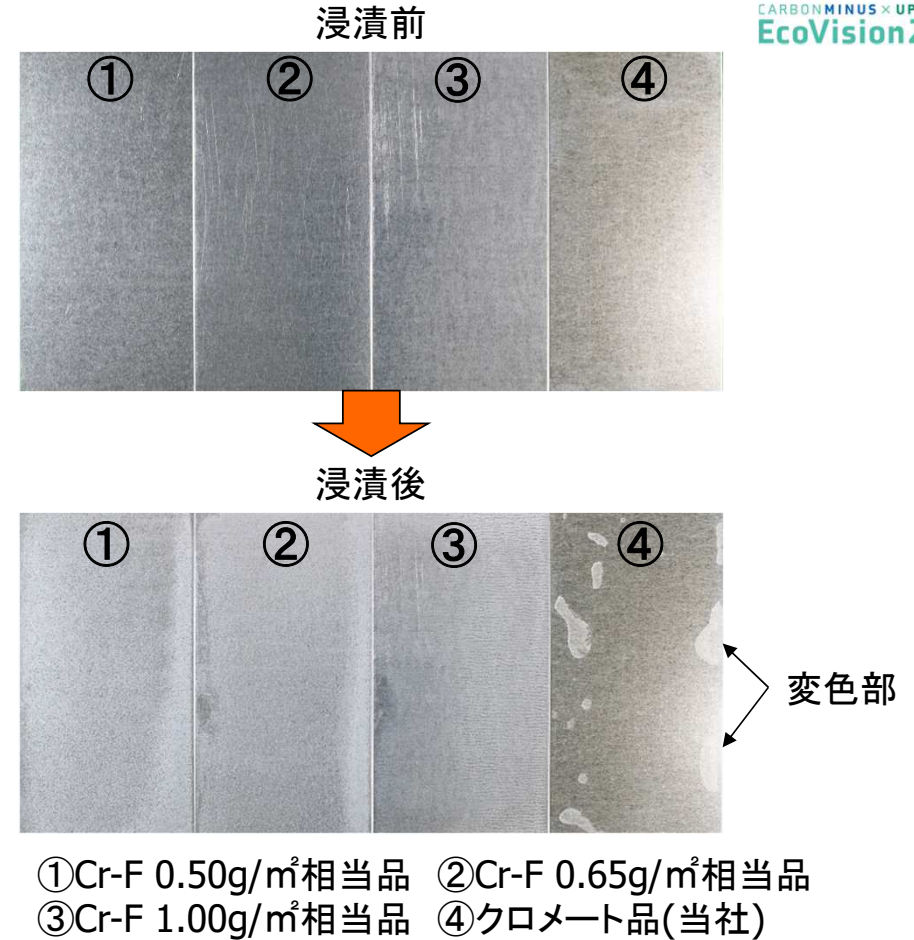 浸漬前
CARBONMINUS×UP
EcoVision2
① ② ③ ④
浸漬後
① ② ③ ④
変色部
①Cr-F 0.50g/㎡相当品 ②Cr-F 0.65g/㎡相当品
③Cr-F 1.00g/㎡相当品 ④クロメート品(当社)